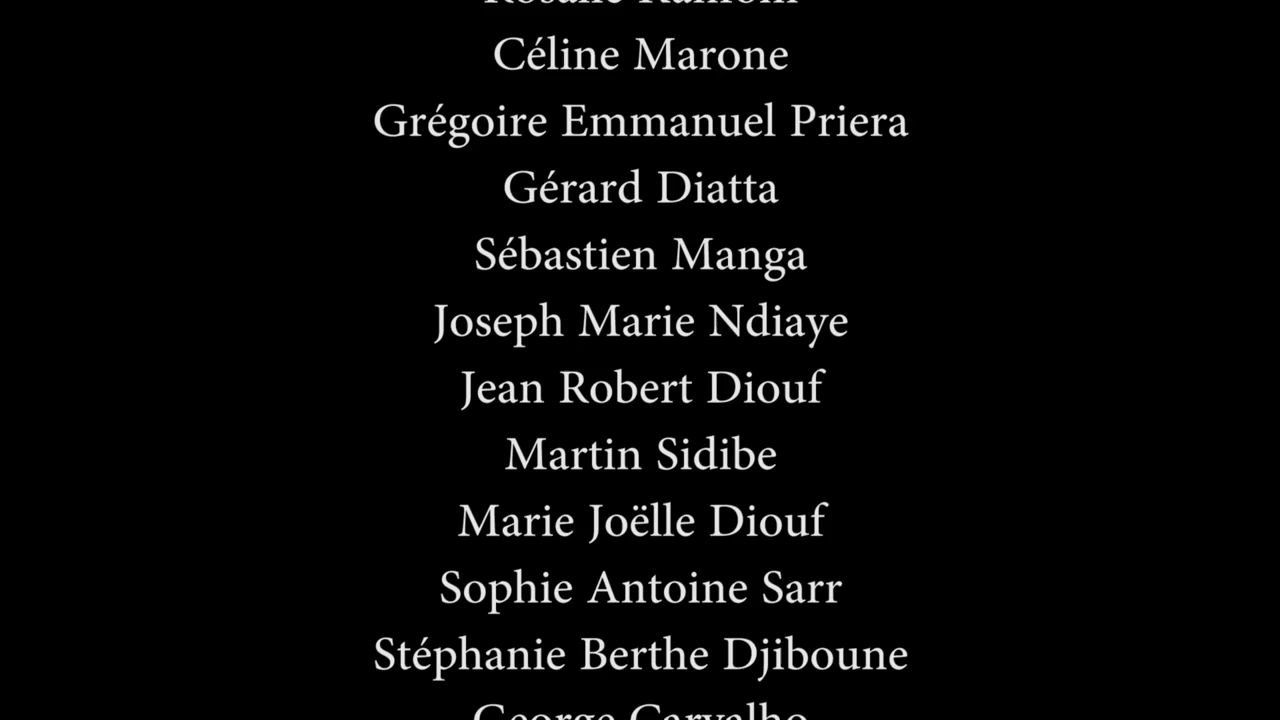 Céline Marone
Grégoire Emmanuel Priera
Gérard Diatta
Sébastien Manga
Joseph Marie Ndiaye
Jean Robert Diouf
Martin Sidibe
Marie Joëlle Diouf
Sophie Antoine Sarr
Stéphanie Berthe Djiboune
George Carvalho